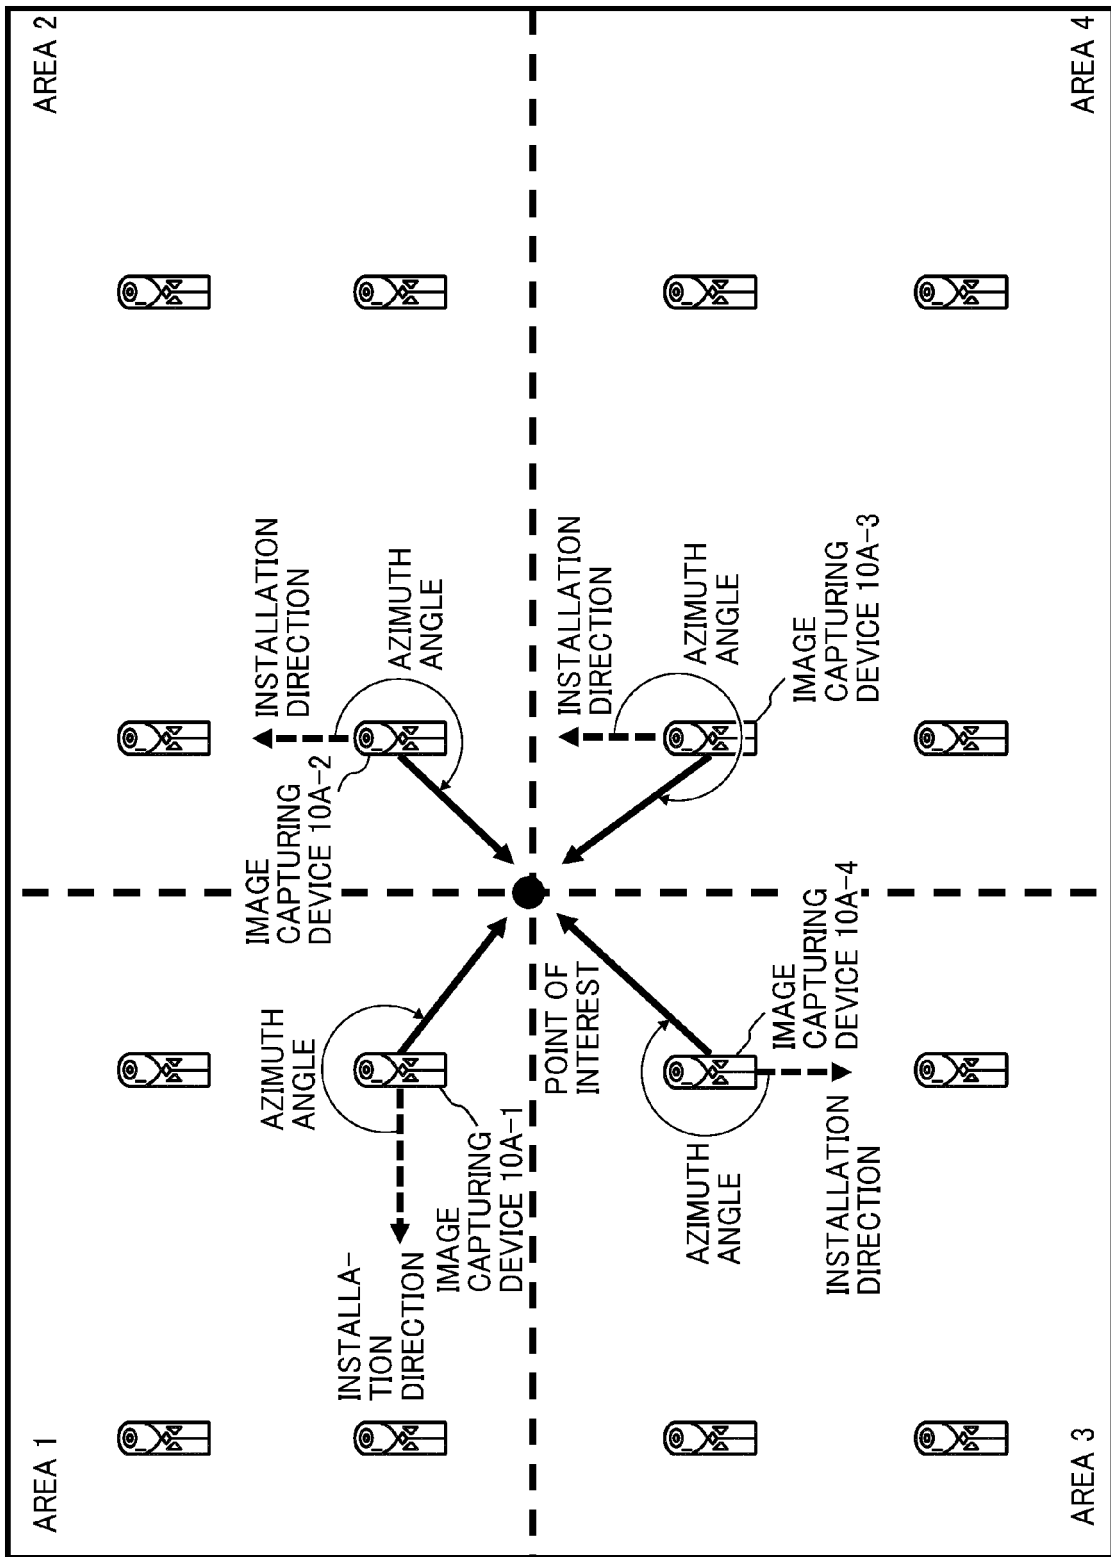 AREA 1
AREA 2
INSTALLA-
TION
DIRECTION
AZIMUTH
ANGLE
IMAGE
CAPTURING
DEVICE 10A-1
IMAGE
CAPTURING
DEVICE 10A-2
INSTALLATION
DIRECTION
AZIMUTH
ANGLE
POINT OF
INTEREST
INSTALLATION
DIRECTION
AZIMUTH
ANGLE
IMAGE
CAPTURING
DEVICE 10A-3
AZIMUTH
ANGLE
IMAGE
CAPTURING
DEVICE 10A-4
INSTALLATION
DIRECTION
AREA 3
AREA 4